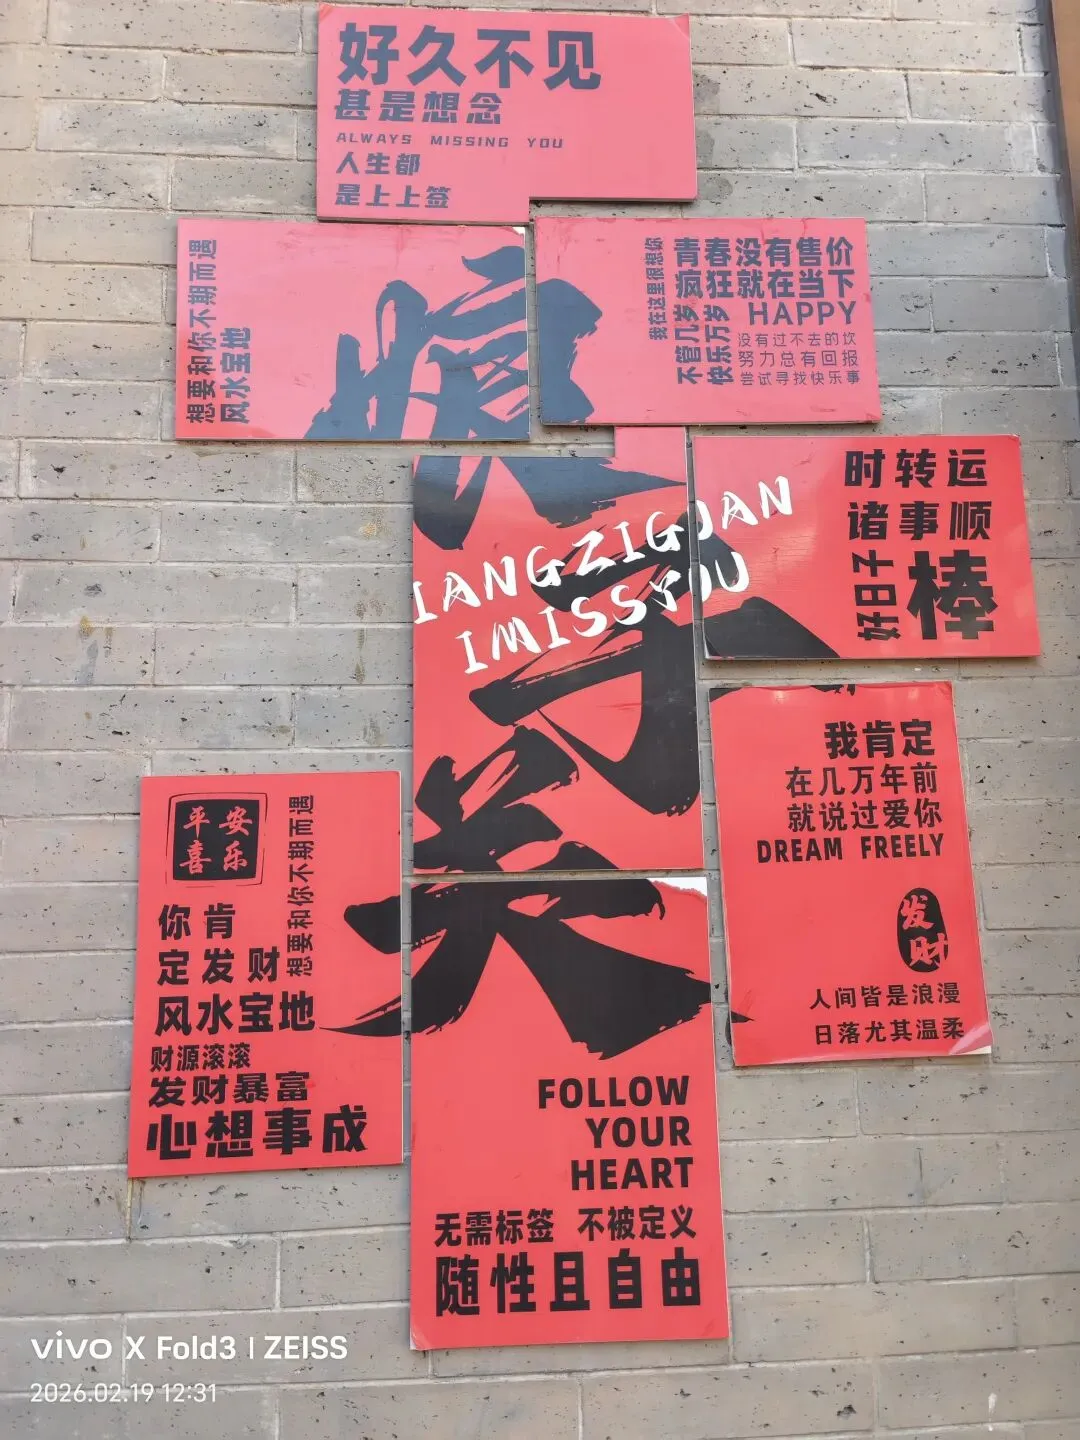 好久不见
甚是想念
ALWAYS MISSING YOU
人生都
是上上签
想要和你不期而遇
风水宝地
我在这里很想你
青春没有售价
疯狂就在当下
不管几岁
快乐万岁
HAPPY
没有过不去的坎
努力总有回报
尝试寻找快乐事
IANGZIGUAN
IMISSYOU
时转运
诸事顺
好日子
棒
我肯定
在几万年前
就说过爱你
DREAM FREELY
发财
人间皆是浪漫
日落尤其温柔
平安
喜乐
想要和你不期而遇
你肯
定发财
风水宝地
财源滚滚
发财暴富
心想事成
FOLLOW
YOUR
HEART
无需标签 不被定义
随性且自由
vivo X Fold3 | ZEISS
2026.02.19 12:31